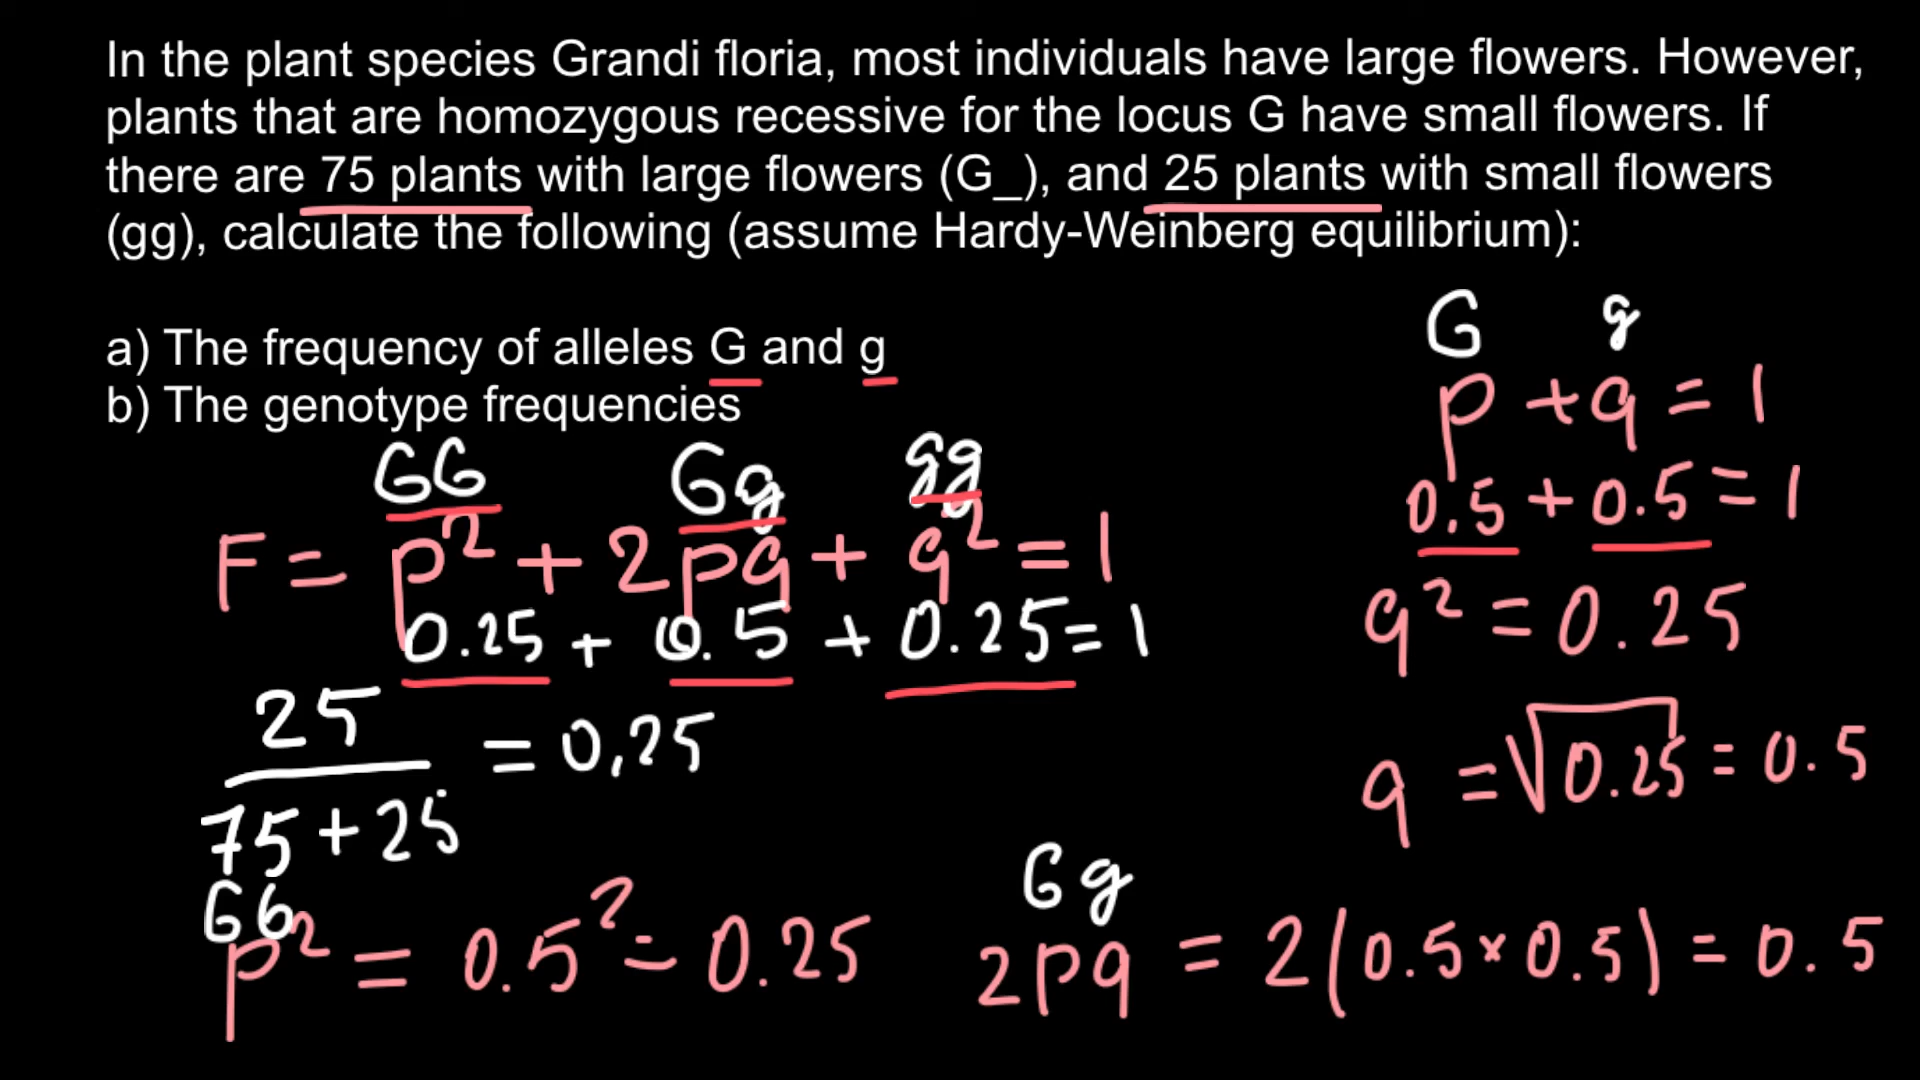 In the plant species Grandi floria, most individuals have large flowers. However,
plants that are homozygous recessive for the locus G have small flowers. If
there are 75 plants with large flowers (G_), and 25 plants with small flowers
(gg), calculate the following (assume Hardy-Weinberg equilibrium):
a) The frequency of alleles G and g
b) The genotype frequencies
G g
p + q = 1
0.5 + 0.5 = 1
q² = 0.25
q = √0.25 = 0.5
GG Gg gg
F = p² + 2pq + q² = 1
0.25 + 0.5 + 0.25 = 1
25
75 + 25
= 0,25
GG
p² = 0.5² = 0.25
Gg
2pq = 2(0.5 × 0.5) = 0.5